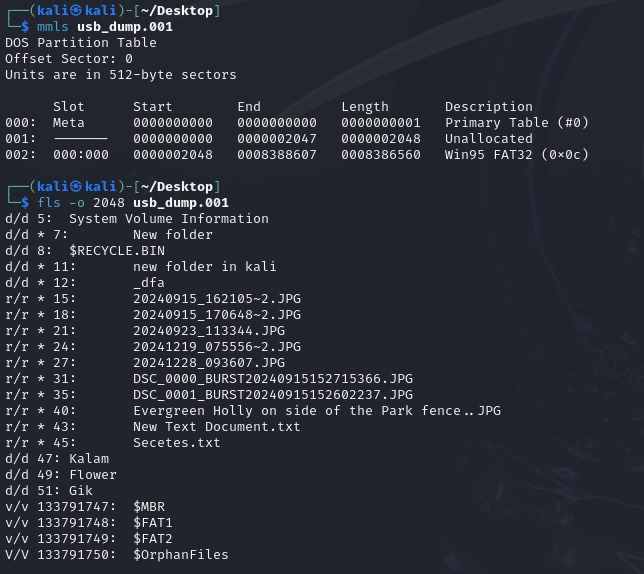 ┌──(kali㉿kali)-[~/Desktop]
└─$ mmls usb_dump.001
DOS Partition Table
Offset Sector: 0
Units are in 512-byte sectors

      Slot      Start        End          Length       Description
000:  Meta      0000000000   0000000000   0000000001   Primary Table (#0)
001:  -------   0000000000   0000002047   0000002048   Unallocated
002:  000:000   0000002048   0008388607   0008386560   Win95 FAT32 (0x0c)

┌──(kali㉿kali)-[~/Desktop]
└─$ fls -o 2048 usb_dump.001
d/d 5:  System Volume Information
d/d * 7:        New folder
d/d 8:  $RECYCLE.BIN
d/d * 11:       new folder in kali
d/d * 12:       _dfa
r/r * 15:       20240915_162105~2.JPG
r/r * 18:       20240915_170648~2.JPG
r/r * 21:       20240923_113344.JPG
r/r * 24:       20241219_075556~2.JPG
r/r * 27:       20241228_093607.JPG
r/r * 31:       DSC_0000_BURST20240915152715366.JPG
r/r * 35:       DSC_0001_BURST20240915152602237.JPG
r/r * 40:       Evergreen Holly on side of the Park fence..JPG
r/r * 43:       New Text Document.txt
r/r * 45:       Secetes.txt
d/d 47: Kalam
d/d 49: Flower
d/d 51: Gik
v/v 133791747:  $MBR
v/v 133791748:  $FAT1
v/v 133791749:  $FAT2
V/V 133791750:  $OrphanFiles